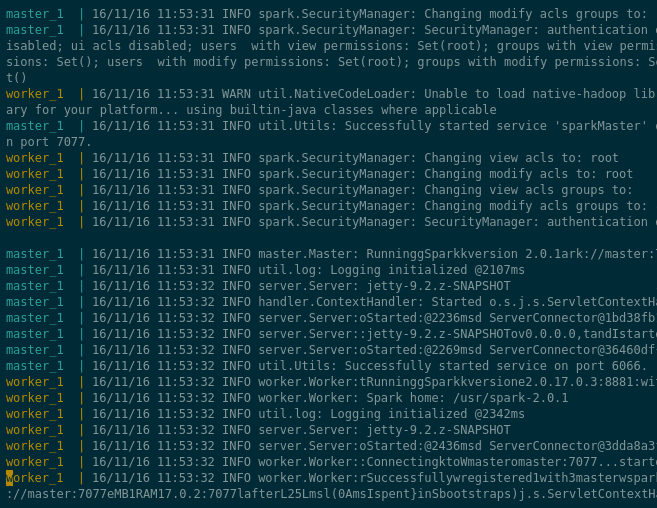 master_1  | 16/11/16 11:53:31 INFO spark.SecurityManager: Changing modify acls groups to:
master_1  | 16/11/16 11:53:31 INFO spark.SecurityManager: SecurityManager: authentication
isabled; ui acls disabled; users  with view permissions: Set(root); groups with view permi
sions: Set(); users  with modify permissions: Set(root); groups with modify permissions: Se
t()
worker_1  | 16/11/16 11:53:31 WARN util.NativeCodeLoader: Unable to load native-hadoop lib
ary for your platform... using builtin-java classes where applicable
master_1  | 16/11/16 11:53:31 INFO util.Utils: Successfully started service 'sparkMaster'
n port 7077.
worker_1  | 16/11/16 11:53:31 INFO spark.SecurityManager: Changing view acls to: root
worker_1  | 16/11/16 11:53:31 INFO spark.SecurityManager: Changing modify acls to: root
worker_1  | 16/11/16 11:53:31 INFO spark.SecurityManager: Changing view acls groups to:
worker_1  | 16/11/16 11:53:31 INFO spark.SecurityManager: Changing modify acls groups to:
worker_1  | 16/11/16 11:53:31 INFO spark.SecurityManager: SecurityManager: authentication
master_1  | 16/11/16 11:53:31 INFO master.Master: RunninggSparkkversion 2.0.1ark://master:7
master_1  | 16/11/16 11:53:31 INFO util.log: Logging initialized @2107ms
master_1  | 16/11/16 11:53:32 INFO server.Server: jetty-9.2.z-SNAPSHOT
master_1  | 16/11/16 11:53:32 INFO handler.ContextHandler: Started o.s.j.s.ServletContextHa
master_1  | 16/11/16 11:53:32 INFO server.Server:oStarted:@2236msd ServerConnector@1bd38fb
master_1  | 16/11/16 11:53:32 INFO server.Server::jetty-9.2.z-SNAPSHOTov0.0.0.0,tandIstarte
master_1  | 16/11/16 11:53:32 INFO server.Server:oStarted:@2269msd ServerConnector@36460df
master_1  | 16/11/16 11:53:32 INFO util.Utils: Successfully started service on port 6066.
worker_1  | 16/11/16 11:53:32 INFO worker.Worker:tRunninggSparkversione2.0.17.0.3:8881:wi
worker_1  | 16/11/16 11:53:32 INFO worker.Worker: Spark home: /usr/spark-2.0.1
worker_1  | 16/11/16 11:53:32 INFO util.log: Logging initialized @2342ms
worker_1  | 16/11/16 11:53:32 INFO server.Server: jetty-9.2.z-SNAPSHOT
worker_1  | 16/11/16 11:53:32 INFO server.Server:oStarted:@2436msd ServerConnector@3dda8a3
worker_1  | 16/11/16 11:53:32 INFO worker.Worker::ConnectingktoWmasteromaster:7077...starte
worker_1  | 16/11/16 11:53:32 INFO worker.Worker:rSuccessfullywregistered1with3masterwspark
://master:7077eMB1RAM17.0.2:7077lafterL25Lmsl(0AmsIspent}inSbootstraps)j.s.ServletContextHa